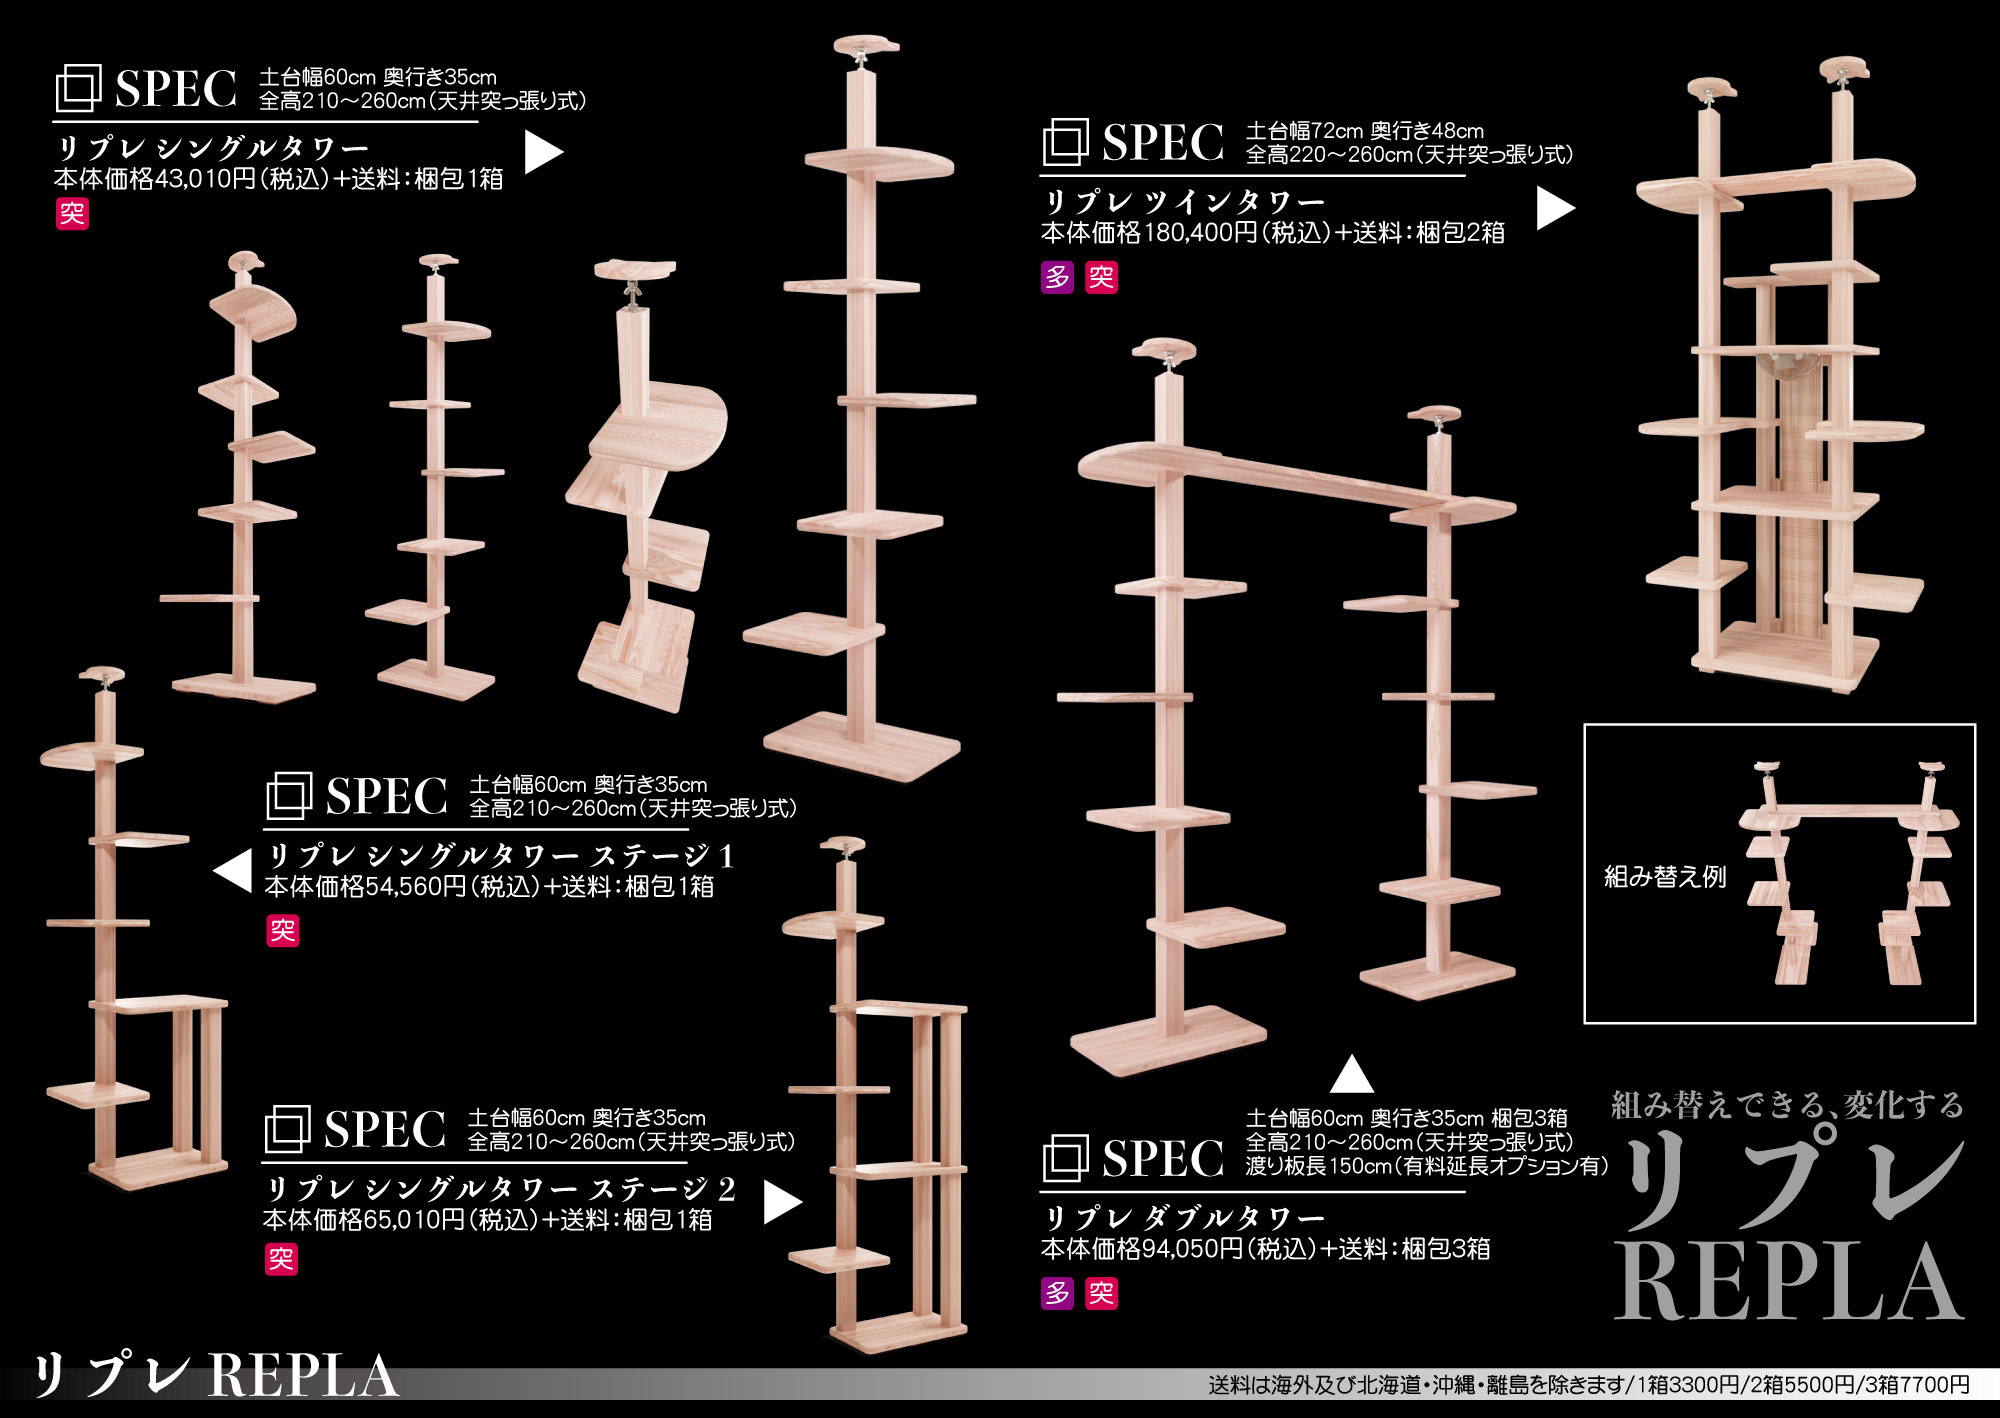 SPEC
土台幅60cm 奥行き35cm
全高210～260cm（天井突っ張り式）
リプレ シングルタワー
本体価格43,010円（税込）＋送料：梱包1箱
突
SPEC
土台幅72cm 奥行き48cm
全高220～260cm（天井突っ張り式）
リプレ ツインタワー
本体価格180,400円（税込）＋送料：梱包2箱
多 突
SPEC
土台幅60cm 奥行き35cm
全高210～260cm（天井突っ張り式）
リプレ シングルタワー ステージ 1
本体価格54,560円（税込）＋送料：梱包1箱
突
SPEC
土台幅60cm 奥行き35cm
全高210～260cm（天井突っ張り式）
リプレ シングルタワー ステージ 2
本体価格65,010円（税込）＋送料：梱包1箱
突
SPEC
土台幅60cm 奥行き35cm 梱包3箱
全高210～260cm（天井突っ張り式）
渡り板長150cm（有料延長オプション有）
リプレ ダブルタワー
本体価格94,050円（税込）＋送料：梱包3箱
多 突
組み替え例
組み替えできる、変化する
リプレ
REPLA
リプレ REPLA
送料は海外及び北海道・沖縄・離島を除きます/1箱3300円/2箱5500円/3箱7700円